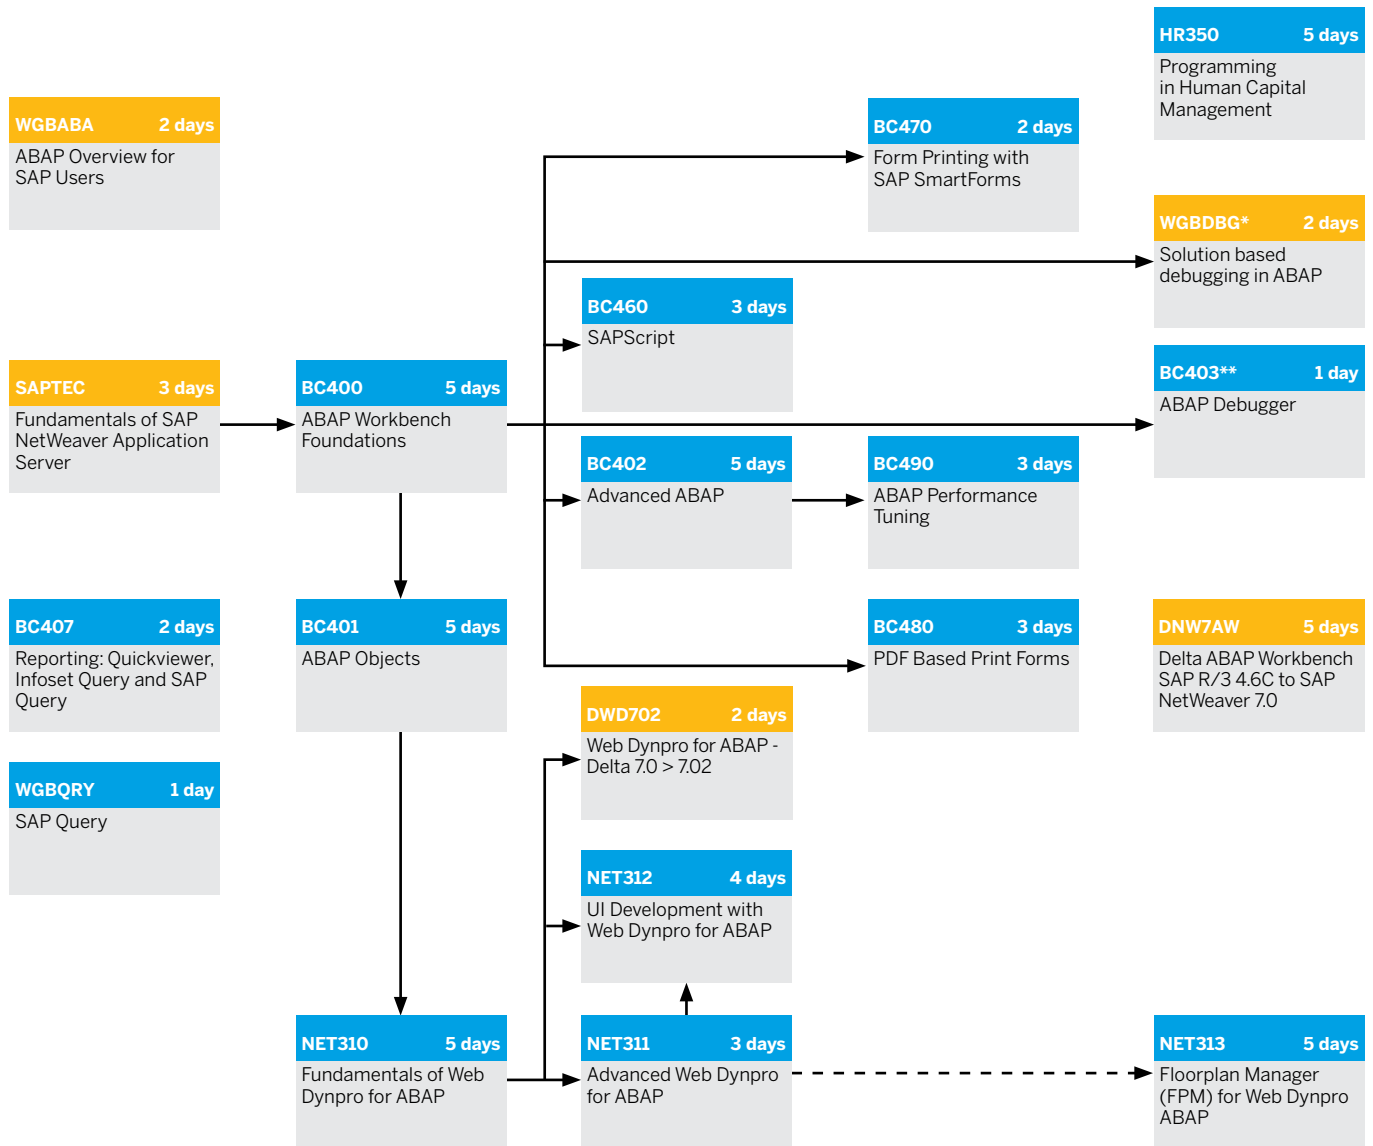 HR350 5 days
Programming
in Human Capital
Management
WGBABA 2 days
ABAP Overview for
SAP Users
BC470 2 days
Form Printing with
SAP SmartForms
WGBDBG* 2 days
Solution based
debugging in ABAP
BC460 3 days
SAPScript
SAPTEC 3 days
Fundamentals of SAP
NetWeaver Application
Server
BC400 5 days
ABAP Workbench
Foundations
BC403** 1 day
ABAP Debugger
BC402 5 days
Advanced ABAP
BC490 3 days
ABAP Performance
Tuning
BC407 2 days
Reporting: Quickviewer,
Infoset Query and SAP
Query
BC401 5 days
ABAP Objects
BC480 3 days
PDF Based Print Forms
DNW7AW 5 days
Delta ABAP Workbench
SAP R/3 4.6C to SAP
NetWeaver 7.0
DWD702 2 days
Web Dynpro for ABAP -
Delta 7.0 > 7.02
WGBQRY 1 day
SAP Query
NET312 4 days
UI Development with
Web Dynpro for ABAP
NET310 5 days
Fundamentals of Web
Dynpro for ABAP
NET311 3 days
Advanced Web Dynpro
for ABAP
NET313 5 days
Floorplan Manager
(FPM) for Web Dynpro
ABAP